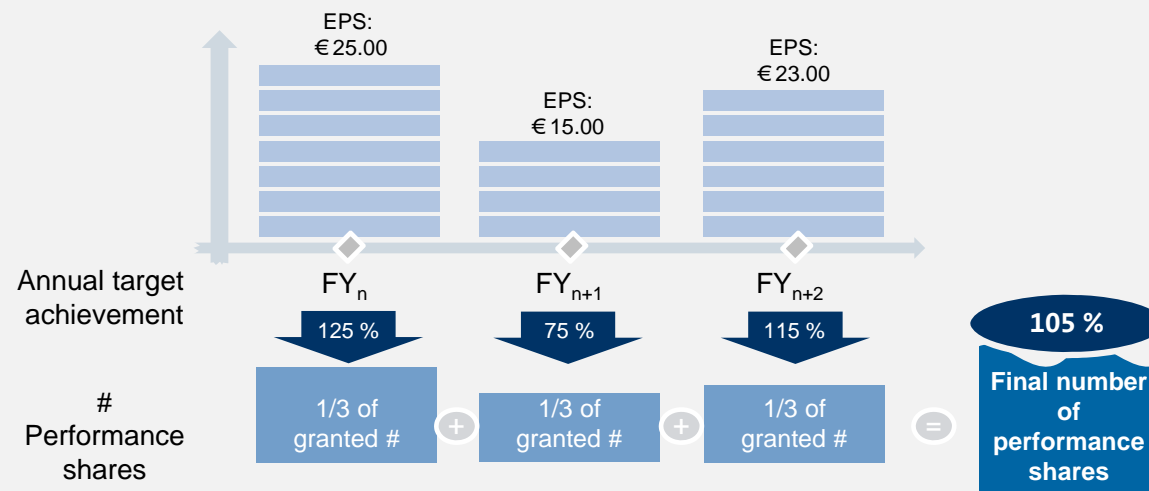 EPS:
€ 25.00
EPS:
€ 15.00
EPS:
€ 23.00
Annual target
achievement
FYn
FYn+1
FYn+2
125 %
75 %
115 %
105 %
#
Performance
shares
1/3 of
granted #
+
1/3 of
granted #
+
1/3 of
granted #
=
Final number
of
performance
shares